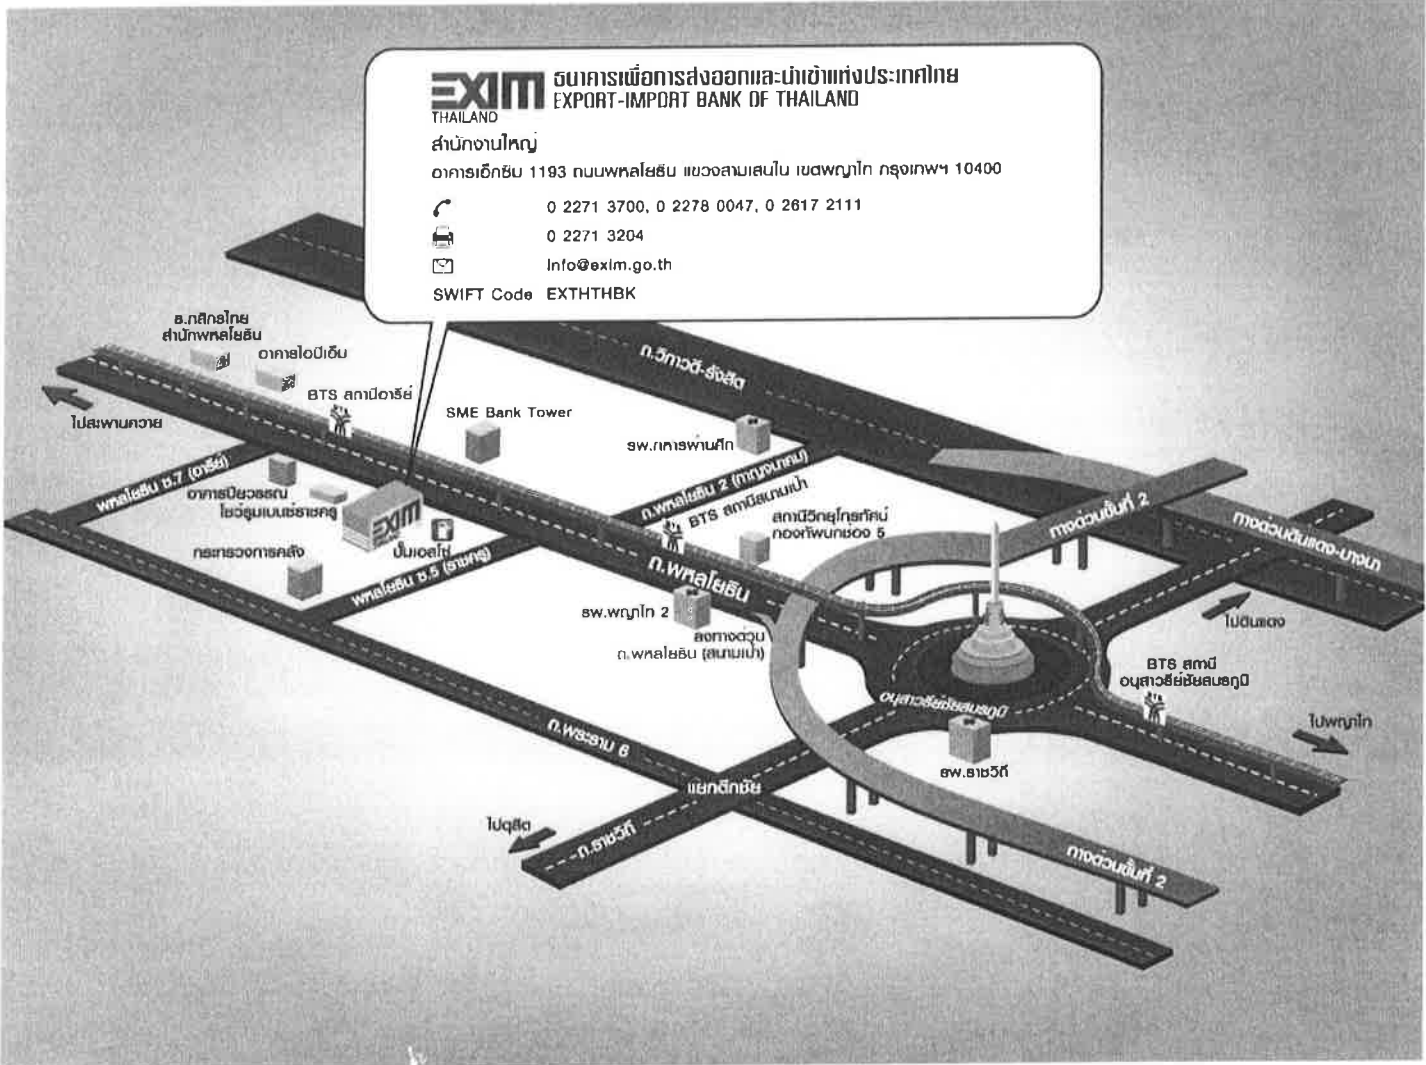 EXIM
THAILAND
ธนาคารเพื่อการส่งออกและนำเข้าแห่งประเทศไทย
EXPORT-IMPORT BANK OF THAILAND
สำนักงานใหญ่
อาคารเอ็กซิม 1193 ถนนพหลโยธิน แขวงสามเสนใน เขตพญาไท กรุงเทพฯ 10400
0 2271 3700, 0 2278 0047, 0 2617 2111
0 2271 3204
info@exim.go.th
SWIFT Code EXTHTHBK
ถ.วิภาวดี-รังสิต
ธ.กสิกรไทย
สำนักพหลโยธิน
อาคารไอบีเอ็ม
BTS สถานีอารีย์
ไปสะพานควาย
SME Bank Tower
รพ.ทหารผ่านศึก
พหลโยธิน ซ.7 (อารีย์)
อาคารปิยวรรณ
โชว์รูมเบนซ์ราชครู
EXIM
ปั๊มเอสโซ่
กระทรวงการคลัง
พหลโยธิน ซ.5 (ราชครู)
ถ.พหลโยธิน 2 (กาญจนาคม)
BTS สถานีสนามเป้า
สถานีวิทยุโทรทัศน์
กองทัพบกช่อง 5
ถ.พหลโยธิน
รพ.พญาไท 2
ลงทางด่วน
ถ.พหลโยธิน (สนามเป้า)
ทางด่วนขั้นที่ 2
ทางด่วนดินแดง-บางนา
ไปดินแดง
BTS สถานี
อนุสาวรีย์ชัยสมรภูมิ
ไปพญาไท
อนุสาวรีย์ชัยสมรภูมิ
รพ.ราชวิถี
ถ.พระราม 6
แยกตึกชัย
ไปดุสิต
ถ.ราชวิถี
ทางด่วนขั้นที่ 2